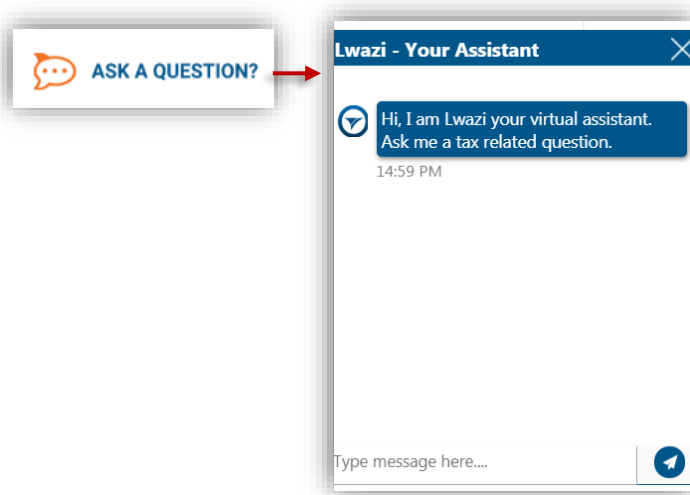 ASK A QUESTION?
Lwazi - Your Assistant
Hi, I am Lwazi your virtual assistant.
Ask me a tax related question.
14:59 PM
Type message here....